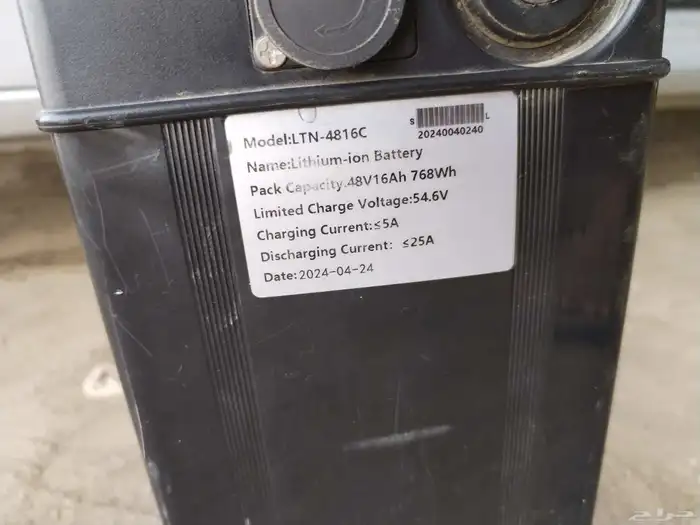 Model:LTN-4816C
S L
20240040240
Name:Lithium-ion Battery
Pack Capacity:48V16Ah 768Wh
Limited Charge Voltage:54.6V
Charging Current:≤5A
Discharging Current: ≤25A
Date:2024-04-24
حراج